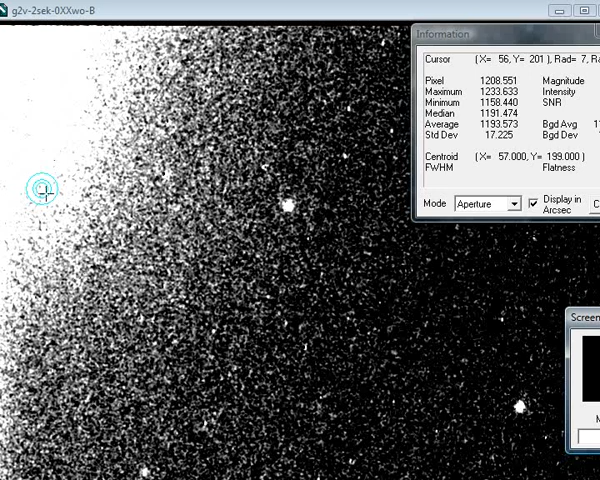 g2v-2sek-0XXwo-B
Information
Cursor ( X= 56, Y= 201 ), Rad= 7, Ra
Pixel 1208.551 Magnitude
Maximum 1233.633 Intensity
Minimum 1158.440 SNR
Median 1191.474
Average 1193.573 Bgd Avg 11
Std Dev 17.225 Bgd Dev
Centroid ( X= 57.000, Y= 199.000 )
FWHM Flatness
Mode Aperture Display in Arcsec C
Screen